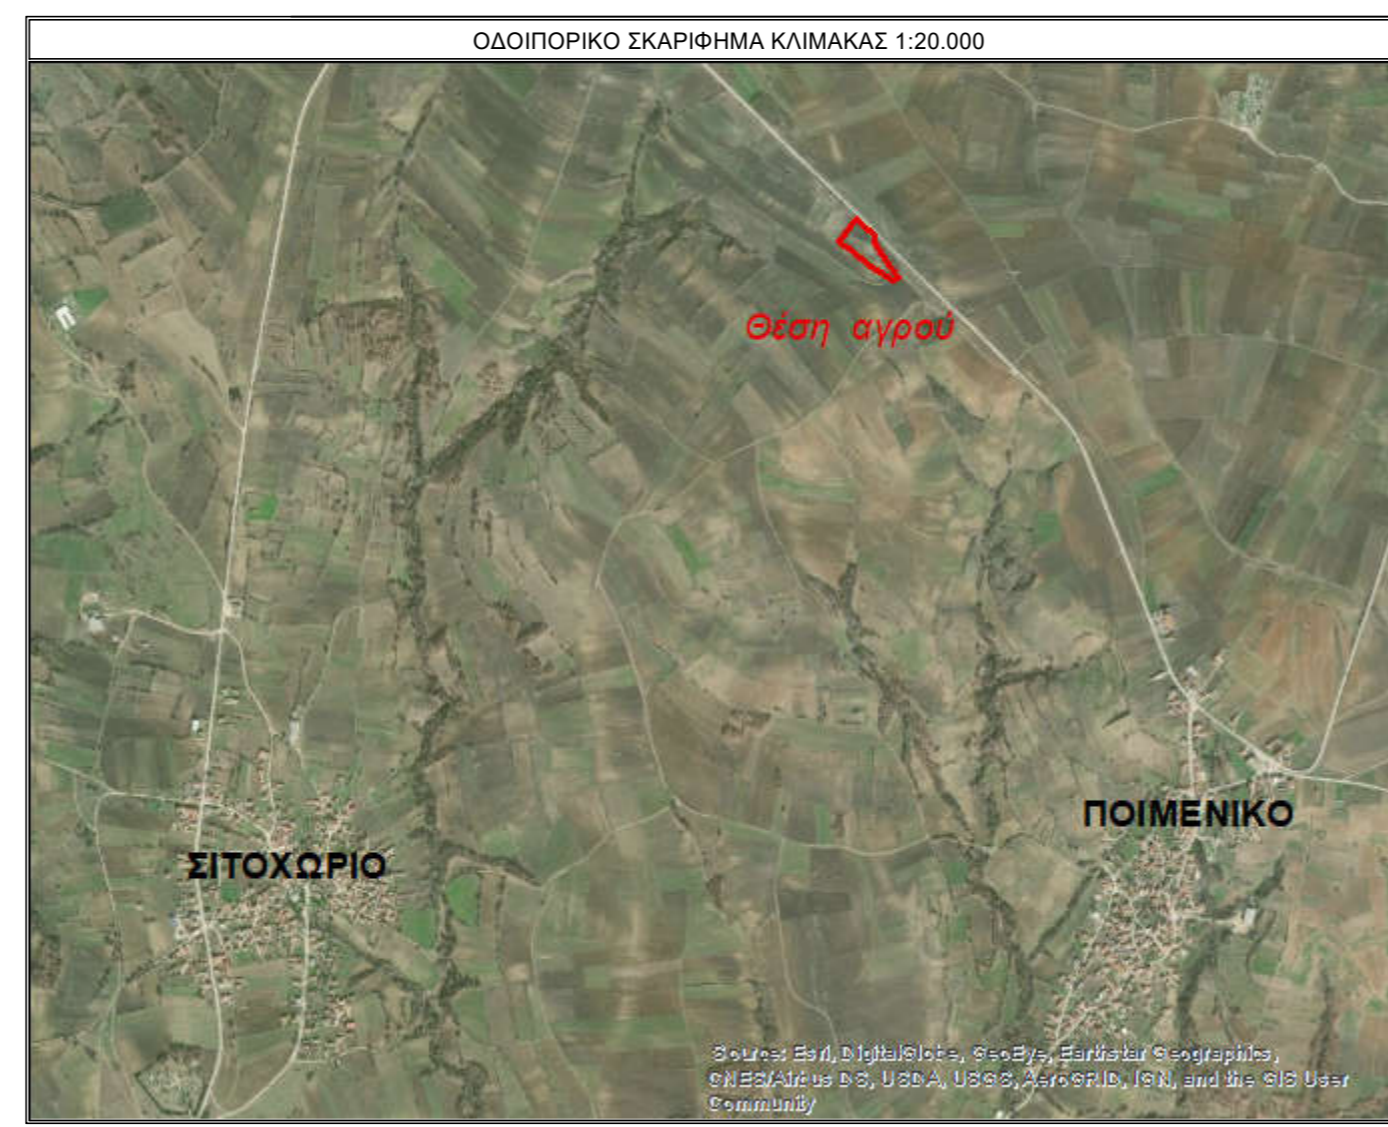 ΟΔΟΙΠΟΡΙΚΟ ΣΚΑΡΙΦΗΜΑ ΚΛΙΜΑΚΑΣ 1:20.000
Θέση αγρού
ΠΟΙΜΕΝΙΚΟ
ΣΙΤΟΧΩΡΙΟ
Source: Esri, DigitalGlobe, GeoEye, Earthstar Geographics,
CNES/Airbus DS, USDA, USGS, AeroGRID, IGN, and the GIS User
Community